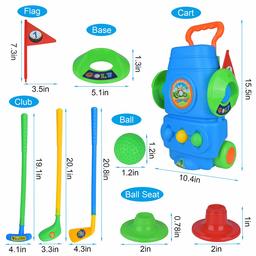 Flag
Base
Cart
1
7.3in
3.5in
GOLF
1.3in
5.1in
15.5in
10.4in
Club
Ball
19.1in
20.1in
20.8in
4.1in
3.3in
4.3in
1.2in
1.2in
Ball Seat
0.78in
2in
1in
2in